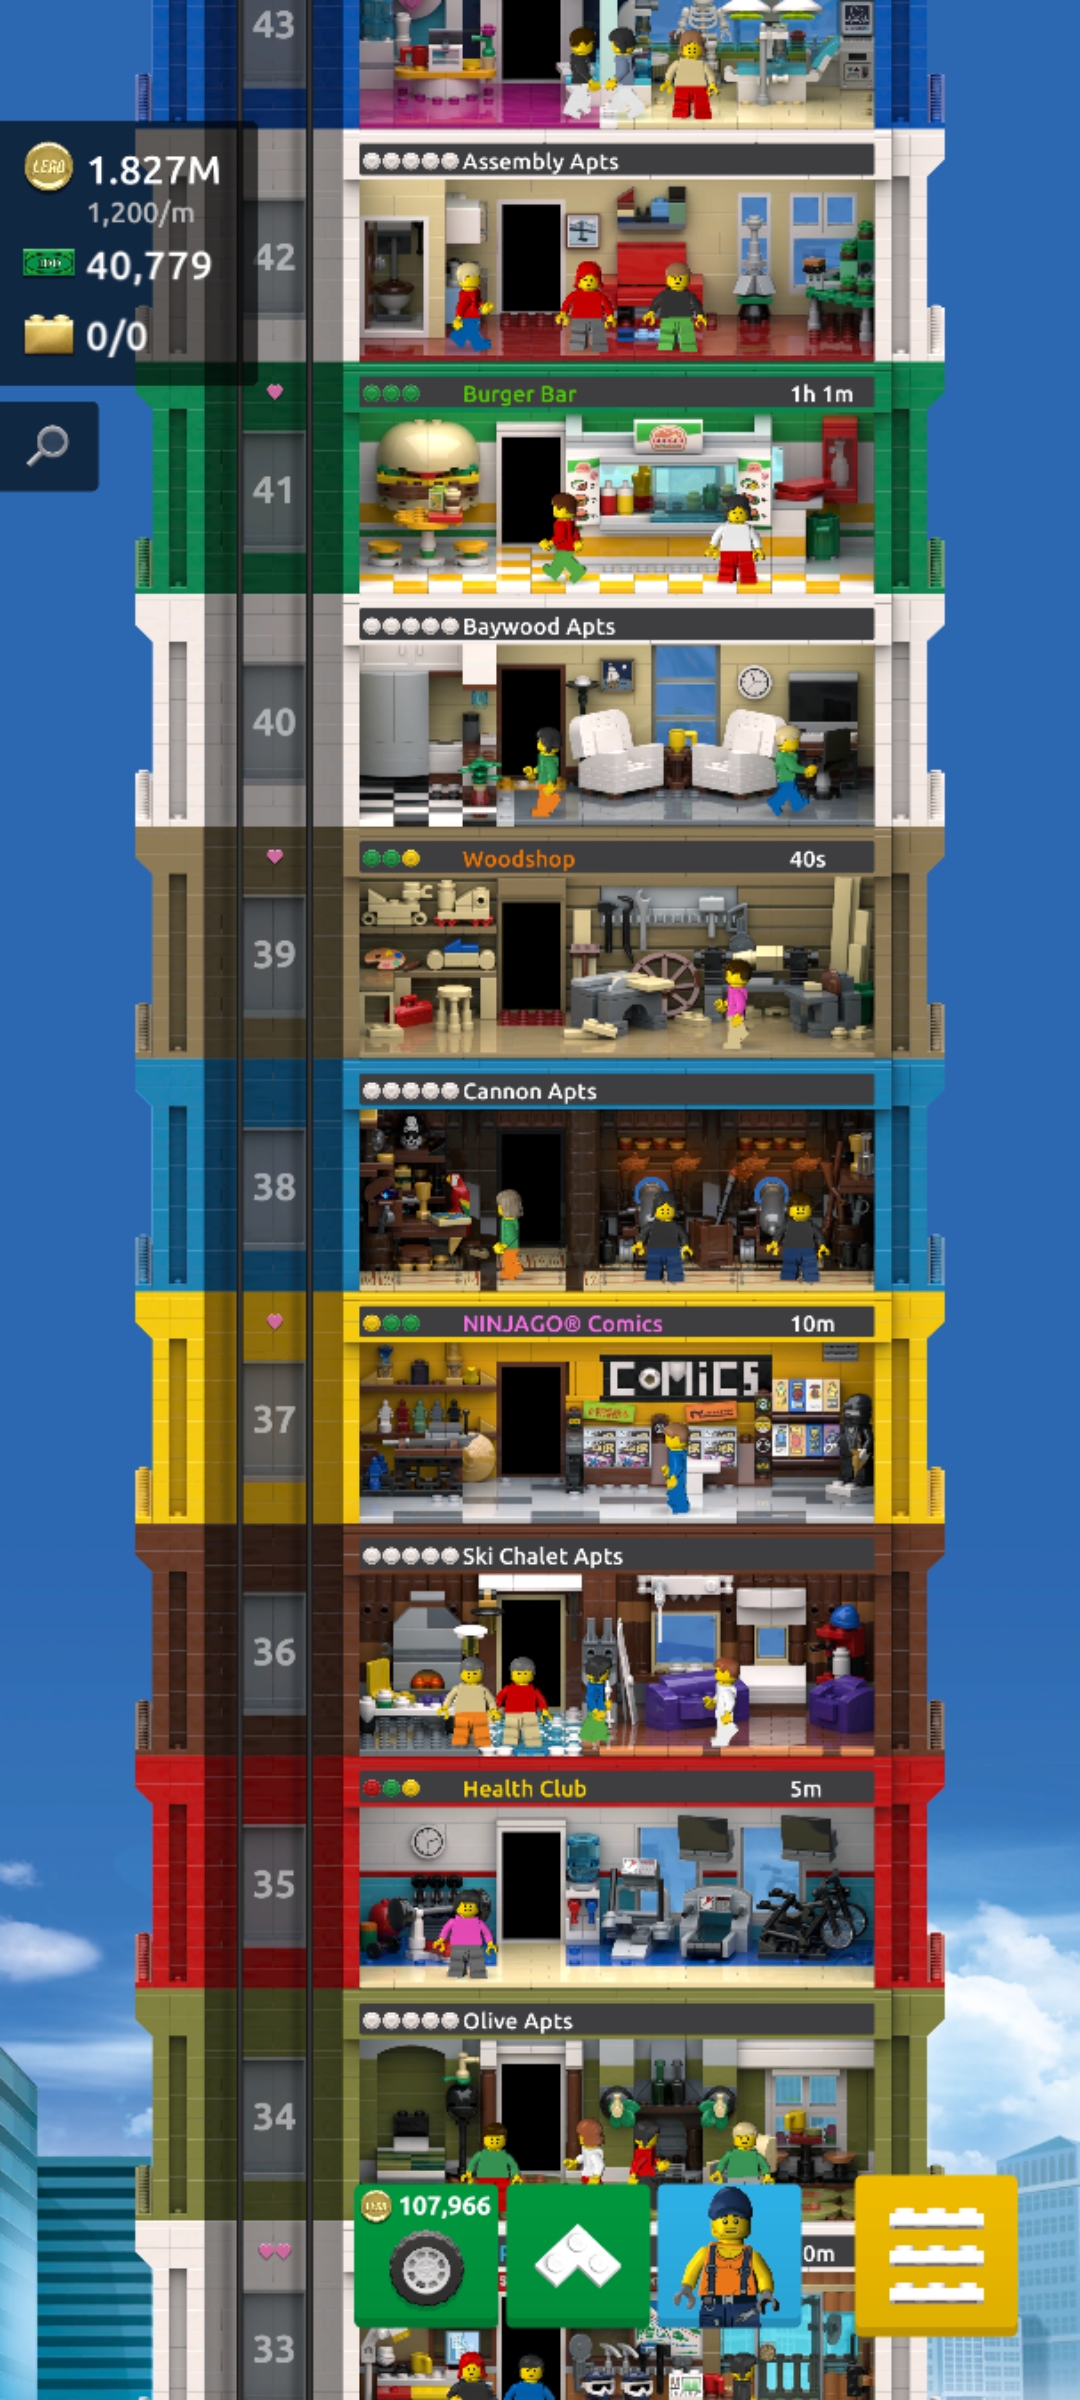 43
LEGO
1.827M
1,200/m
40,779
0/0
Assembly Apts
42
Burger Bar 1h 1m
41
Baywood Apts
40
Woodshop 40s
39
Cannon Apts
38
NINJAGO® Comics 10m
COMiCS
37
Ski Chalet Apts
36
Health Club 5m
35
Olive Apts
34
107,966
0m
33